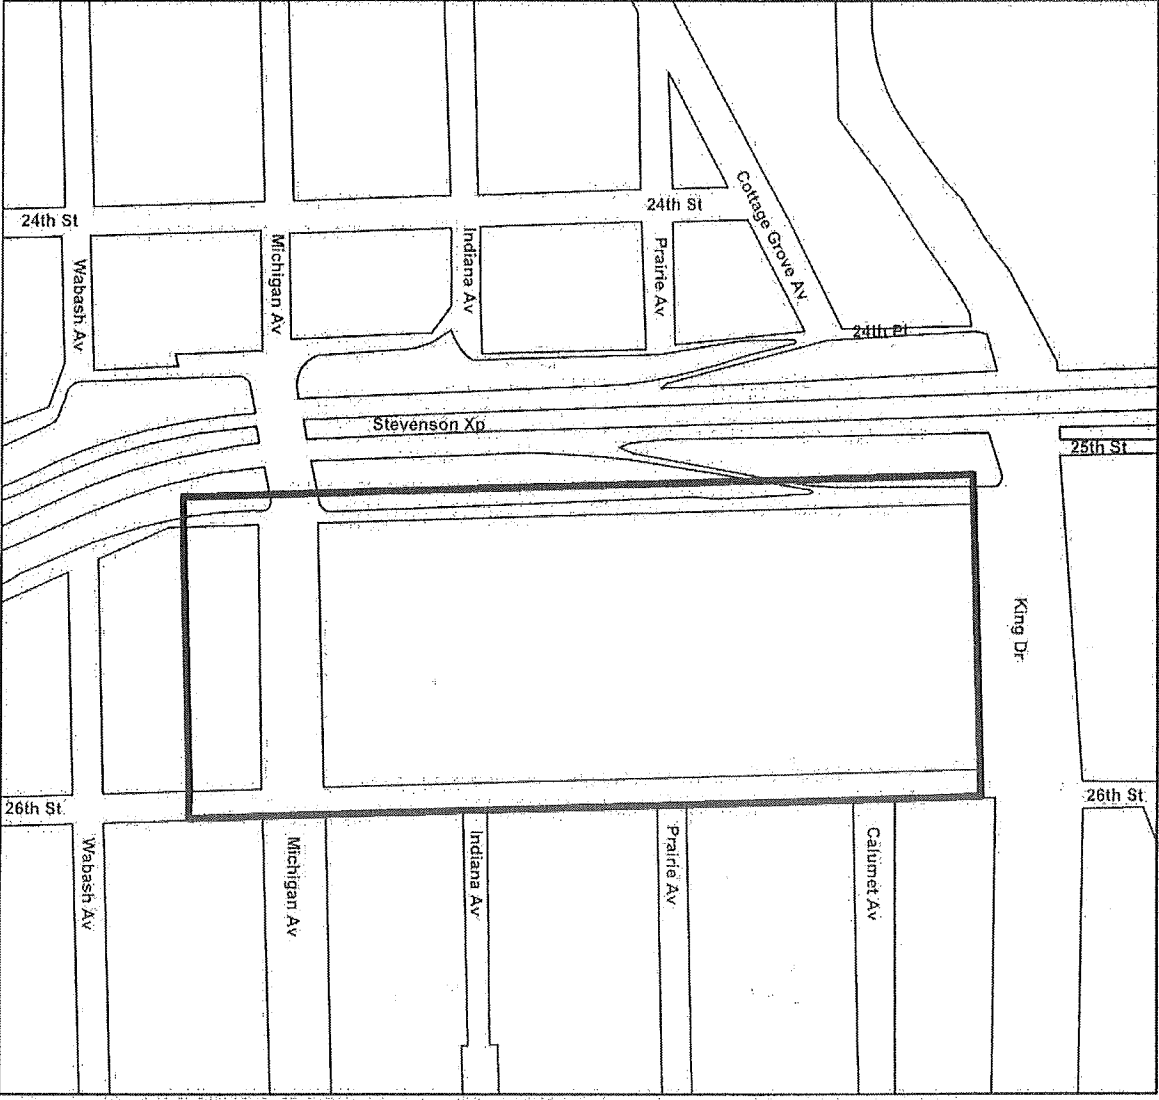 24th St
24th St
Cottage Grove Av
Wabash Av
Michigan Av
Indiana Av
Prairie Av
24th Pl
Stevenson Xp
25th St
King Dr
26th St
26th St
Wabash Av
Michigan Av
Indiana Av
Prairie Av
Calumet Av